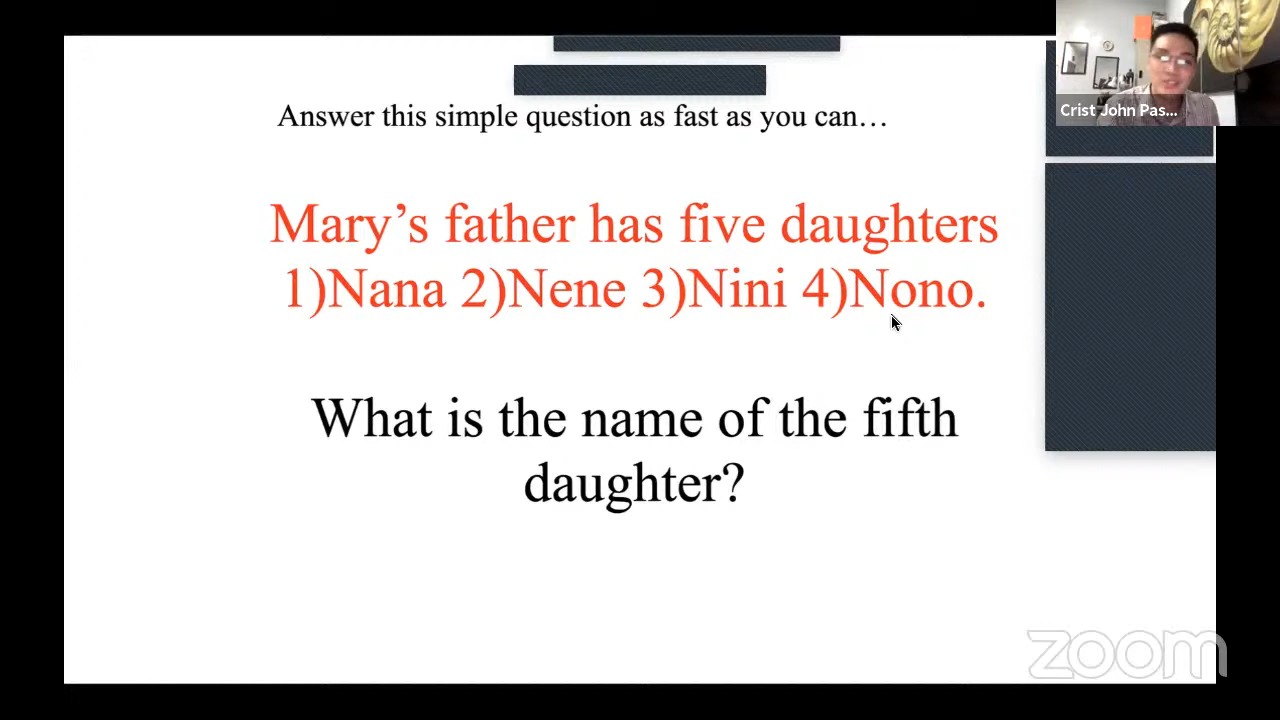 Answer this simple question as fast as you can…
Crist John Pas...
Mary’s father has five daughters
1)Nana 2)Nene 3)Nini 4)Nono.
What is the name of the fifth
daughter?
zoom